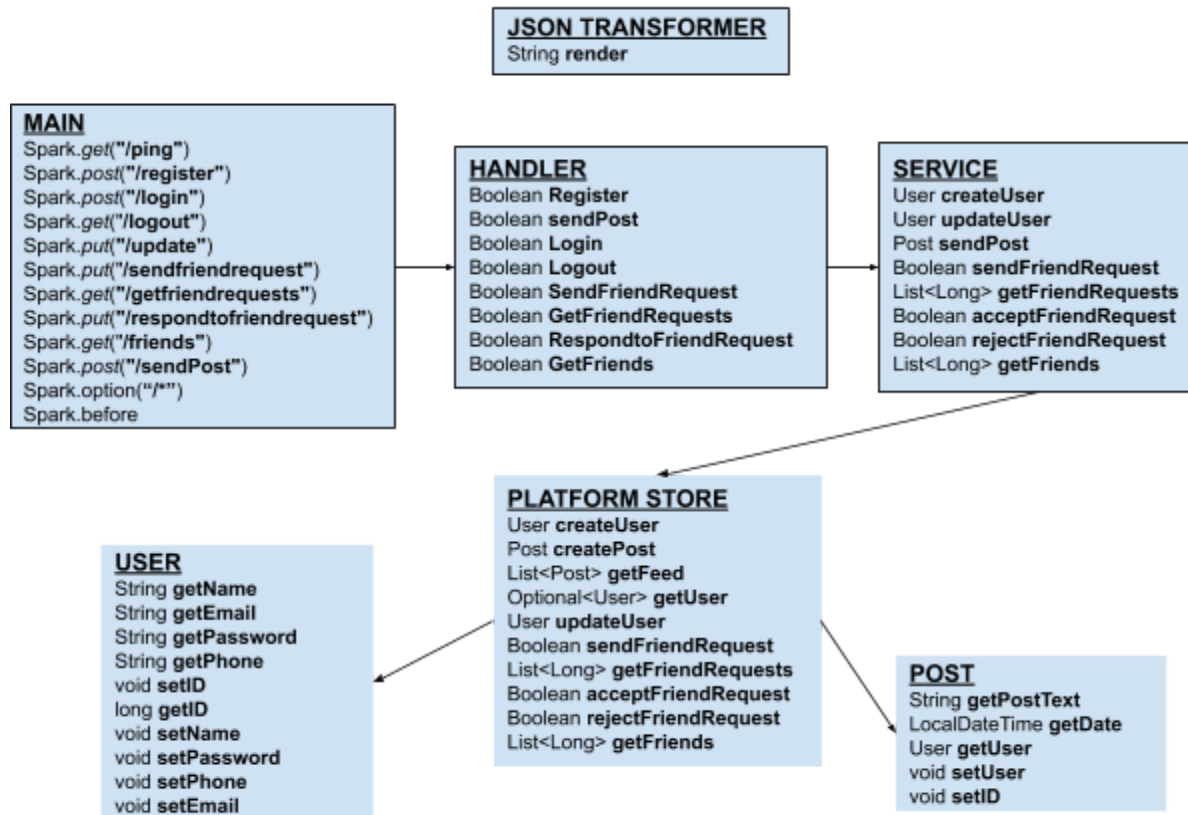 JSON TRANSFORMER
String render
MAIN
Spark.get("/ping")
Spark.post("/register")
Spark.post("/login")
Spark.get("/logout")
Spark.put("/update")
Spark.put("/sendfriendrequest")
Spark.get("/getfriendrequests")
Spark.put("/respondtofriendrequest")
Spark.get("/friends")
Spark.post("/sendPost")
Spark.option(“/*”)
Spark.before
HANDLER
Boolean Register
Boolean sendPost
Boolean Login
Boolean Logout
Boolean SendFriendRequest
Boolean GetFriendRequests
Boolean RespondtoFriendRequest
Boolean GetFriends
SERVICE
User createUser
User updateUser
Post sendPost
Boolean sendFriendRequest
List<Long> getFriendRequests
Boolean acceptFriendRequest
Boolean rejectFriendRequest
List<Long> getFriends
PLATFORM STORE
User createUser
Post createPost
List<Post> getFeed
Optional<User> getUser
User updateUser
Boolean sendFriendRequest
List<Long> getFriendRequests
Boolean acceptFriendRequest
Boolean rejectFriendRequest
List<Long> getFriends
USER
String getName
String getEmail
String getPassword
String getPhone
void setID
long getID
void setName
void setPassword
void setPhone
void setEmail
POST
String getPostText
LocalDateTime getDate
User getUser
void setUser
void setID